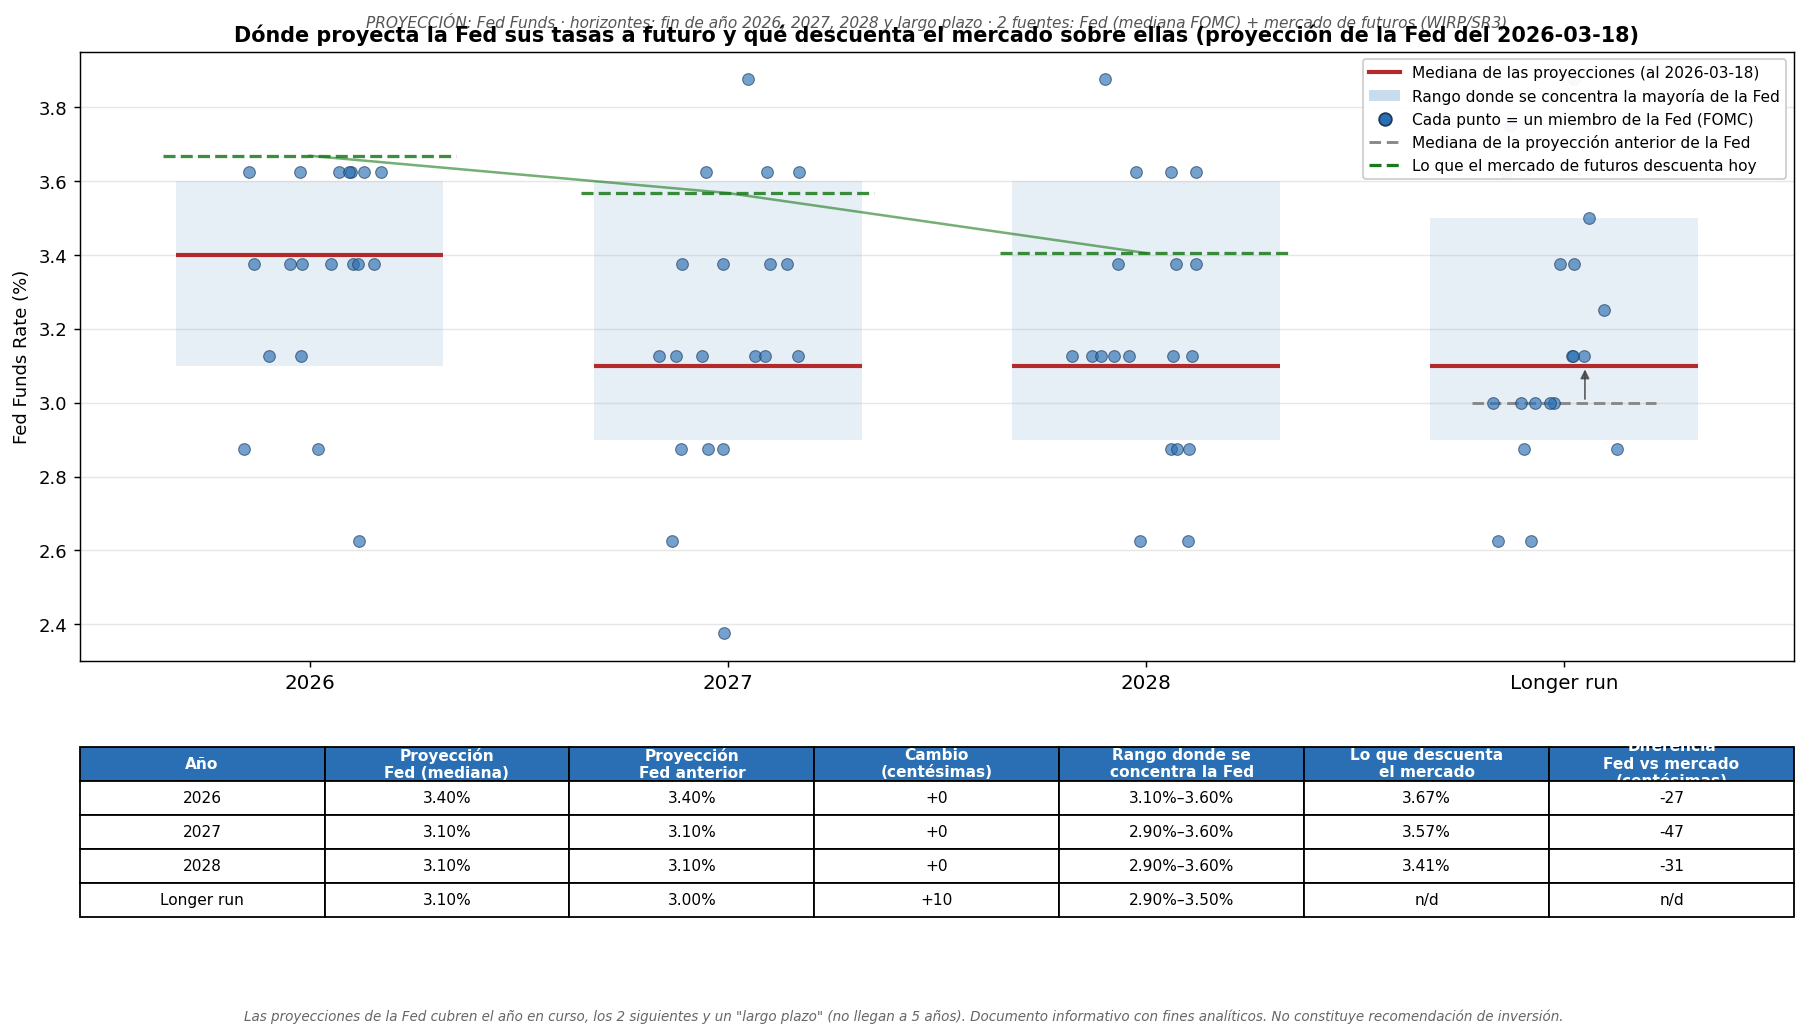 PROYECCIÓN: Fed Funds · horizontes: fin de año 2026, 2027, 2028 y largo plazo · 2 fuentes: Fed (mediana FOMC) + mercado de futuros (WIRP/SR3)
Dónde proyecta la Fed sus tasas a futuro y qué descuenta el mercado sobre ellas (proyección de la Fed del 2026-03-18)
Mediana de las proyecciones (al 2026-03-18)
Rango donde se concentra la mayoría de la Fed
Cada punto = un miembro de la Fed (FOMC)
Mediana de la proyección anterior de la Fed
Lo que el mercado de futuros descuenta hoy
Fed Funds Rate (%)
3.8
3.6
3.4
3.2
3.0
2.8
2.6
2.4
2026 2027 2028 Longer run
Año Proyección Fed (mediana) Proyección Fed anterior Cambio (centésimas) Rango donde se concentra la Fed Lo que descuenta el mercado Diferencia Fed vs mercado (centésimas)
2026 3.40% 3.40% +0 3.10%–3.60% 3.67% -27
2027 3.10% 3.10% +0 2.90%–3.60% 3.57% -47
2028 3.10% 3.10% +0 2.90%–3.60% 3.41% -31
Longer run 3.10% 3.00% +10 2.90%–3.50% n/d n/d
Las proyecciones de la Fed cubren el año en curso, los 2 siguientes y un "largo plazo" (no llegan a 5 años). Documento informativo con fines analíticos. No constituye recomendación de inversión.